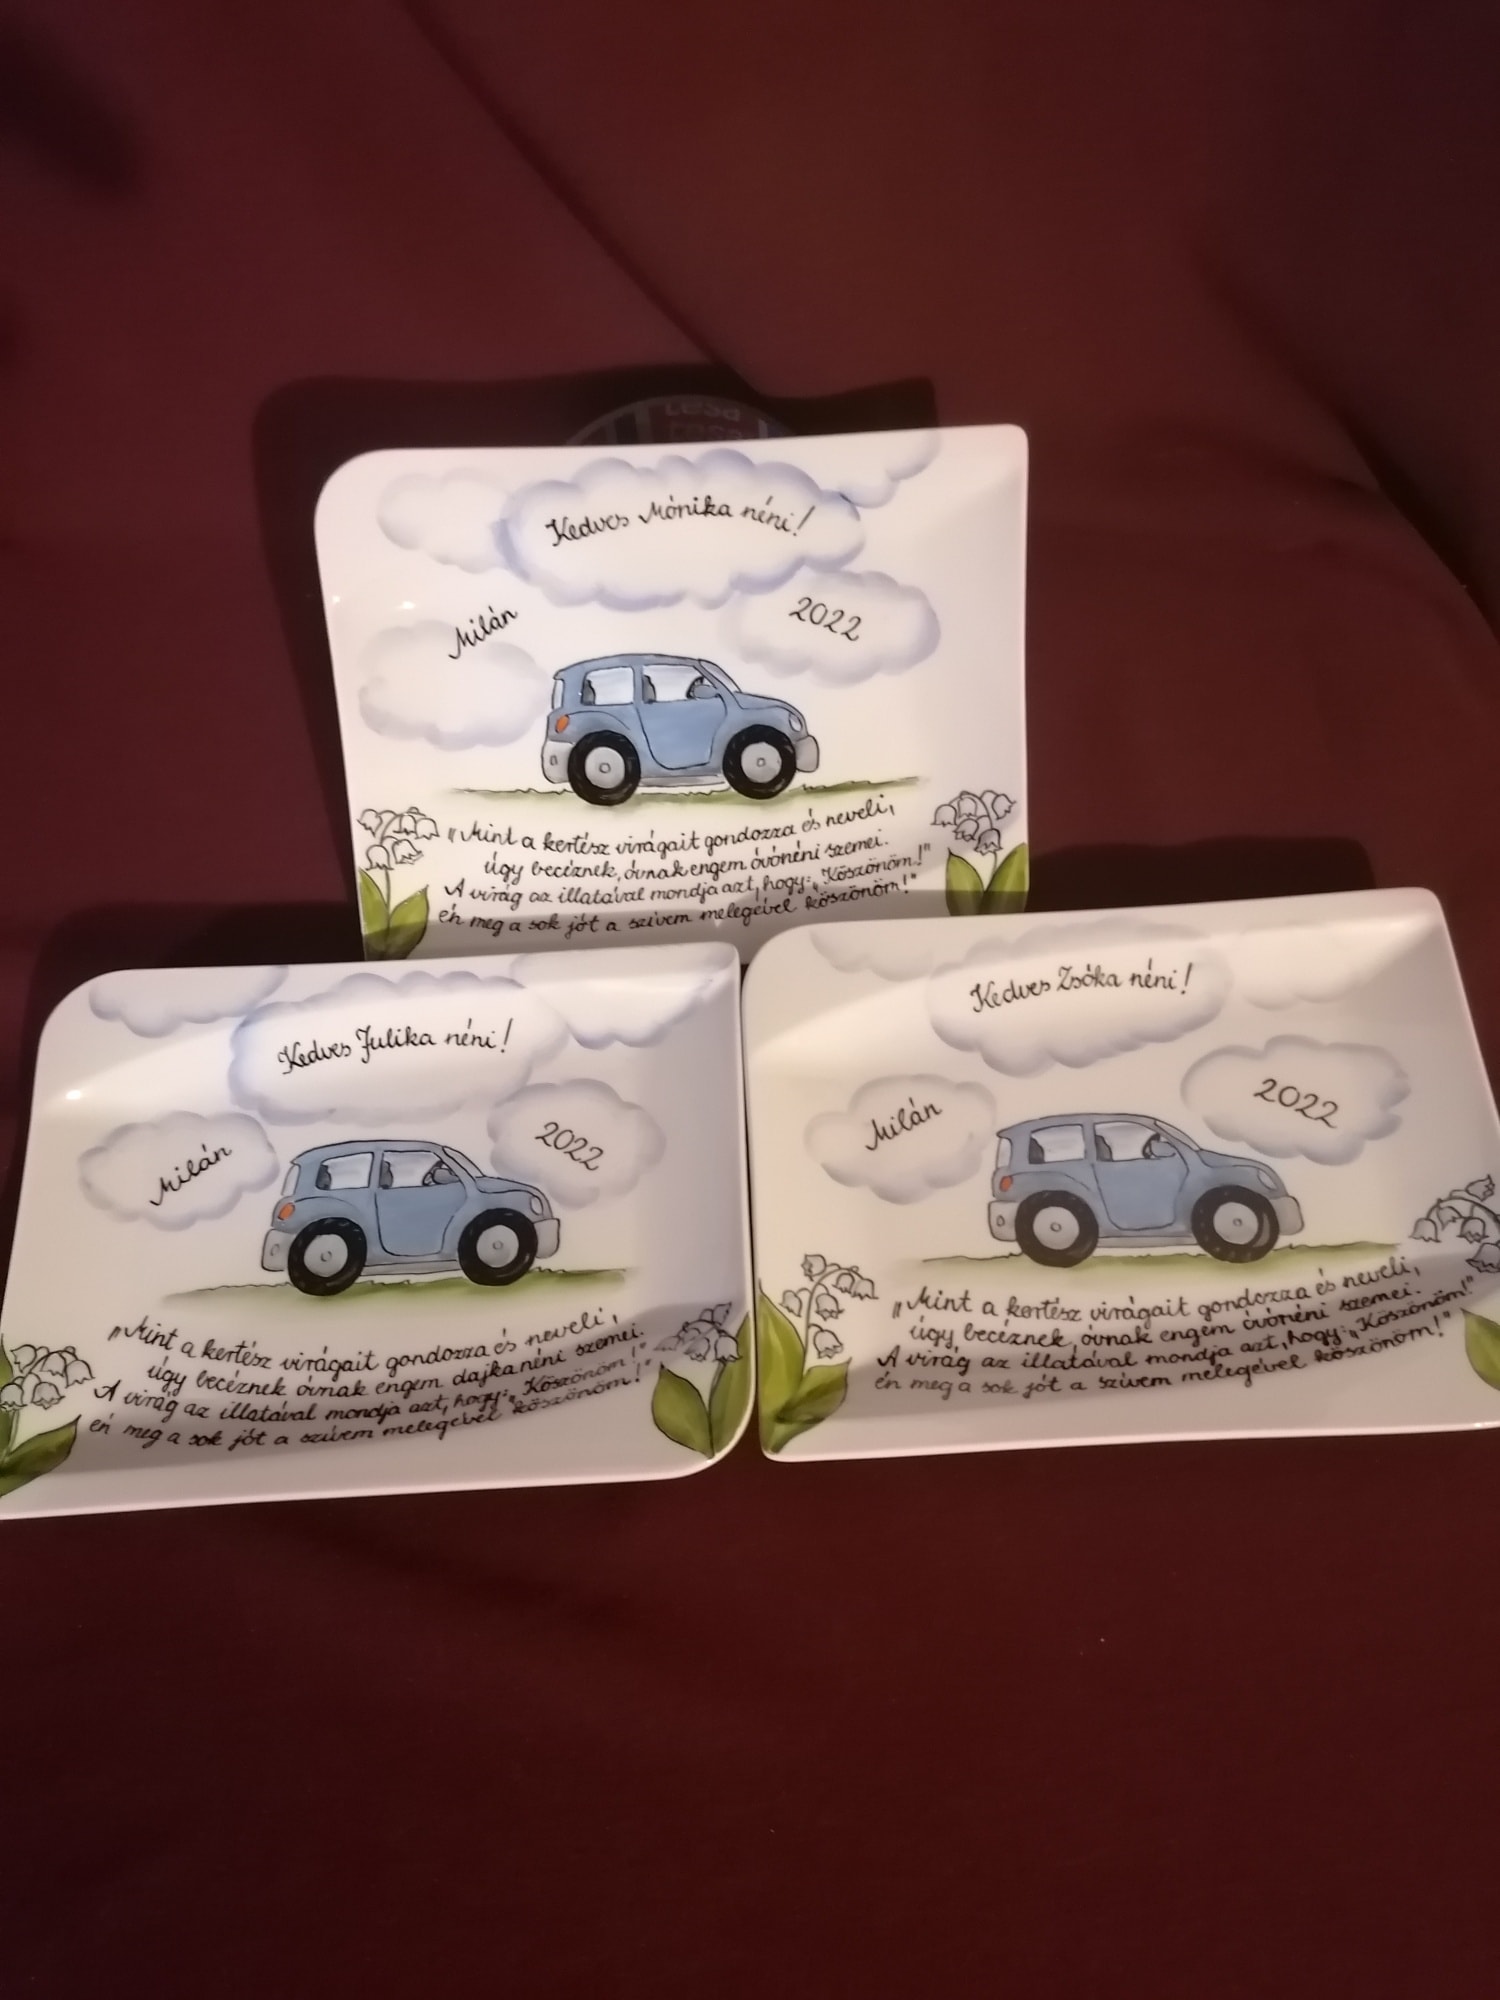 tesa
Kedves Mónika néni!
Milán
2022
"Mint a kertész virágait gondozza és neveli,
úgy becéznek, óvnak engem óvónéni szemei.
A virág az illatával mondja azt, hogy: "Köszönöm!"
én meg a sok jót a szívem melegével köszönöm!"
Kedves Julika néni!
Milán
2022
"Mint a kertész virágait gondozza és neveli,
úgy becéznek óvnak engem dajkanéni szemei.
A virág az illatával mondja azt, hogy: "Köszönöm!"
én meg a sok jót a szívem melegével köszönöm!"
Kedves Zsóka néni!
Milán
2022
"Mint a kertész virágait gondozza és neveli,
úgy becéznek, óvnak engem óvónéni szemei.
A virág az illatával mondja azt, hogy: "Köszönöm!"
én meg a sok jót a szívem melegével köszönöm!"